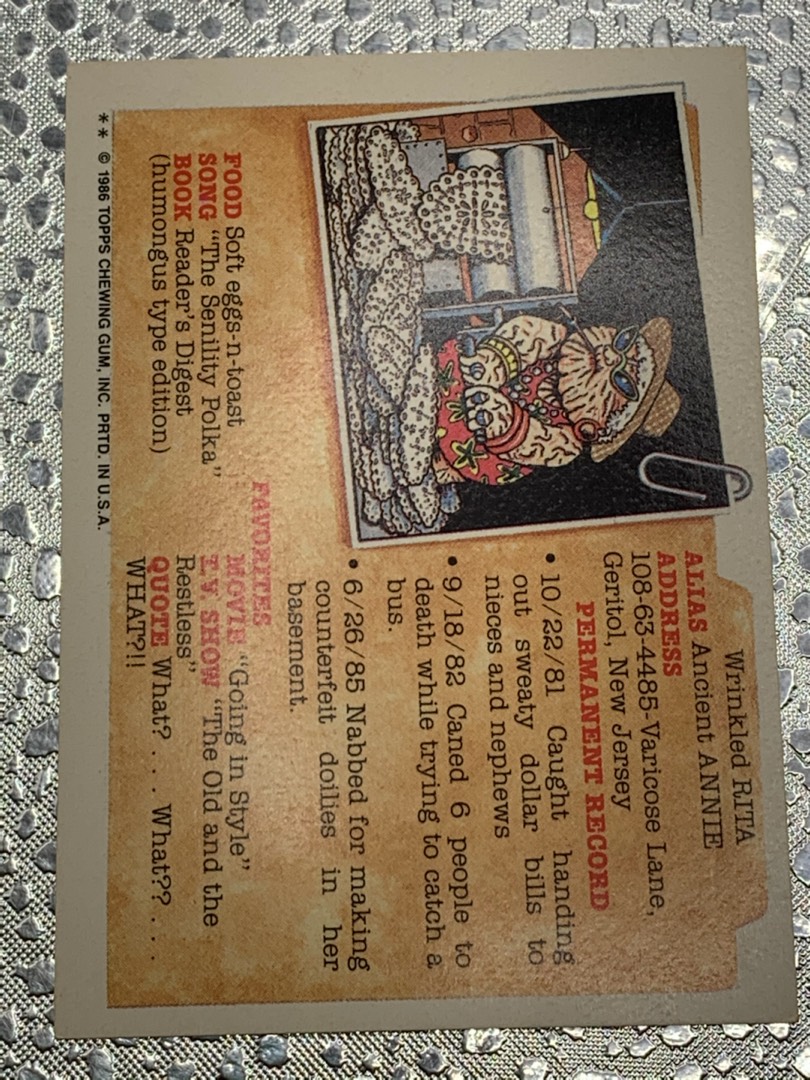 Wrinkled RITA
ALIAS Ancient ANNIE
ADDRESS
108-63-4485-Varicose Lane,
Geritol, New Jersey
PERMANENT RECORD
• 10/22/81 Caught handing
out sweaty dollar bills to
nieces and nephews
• 9/18/82 Caned 6 people to
death while trying to catch a
bus.
• 6/26/85 Nabbed for making
counterfeit doilies in her
basement.
FAVORITES
FOOD Soft eggs-n-toast
SONG "The Senility Polka"
BOOK Reader's Digest
(humongus type edition)
MOVIE "Going in Style"
T.V. SHOW "The Old and the
Restless"
QUOTE What? . . . What?? . . .
WHAT?!!
** © 1986 TOPPS CHEWING GUM, INC. PRTD. IN U.S.A.